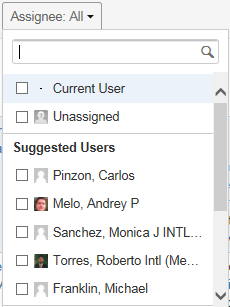 Assignee: All
Current User
Unassigned
Suggested Users
Pinzon, Carlos
Melo, Andrey P
Sanchez, Monica J INTL...
Torres, Roberto Intl (Me...
Franklin, Michael